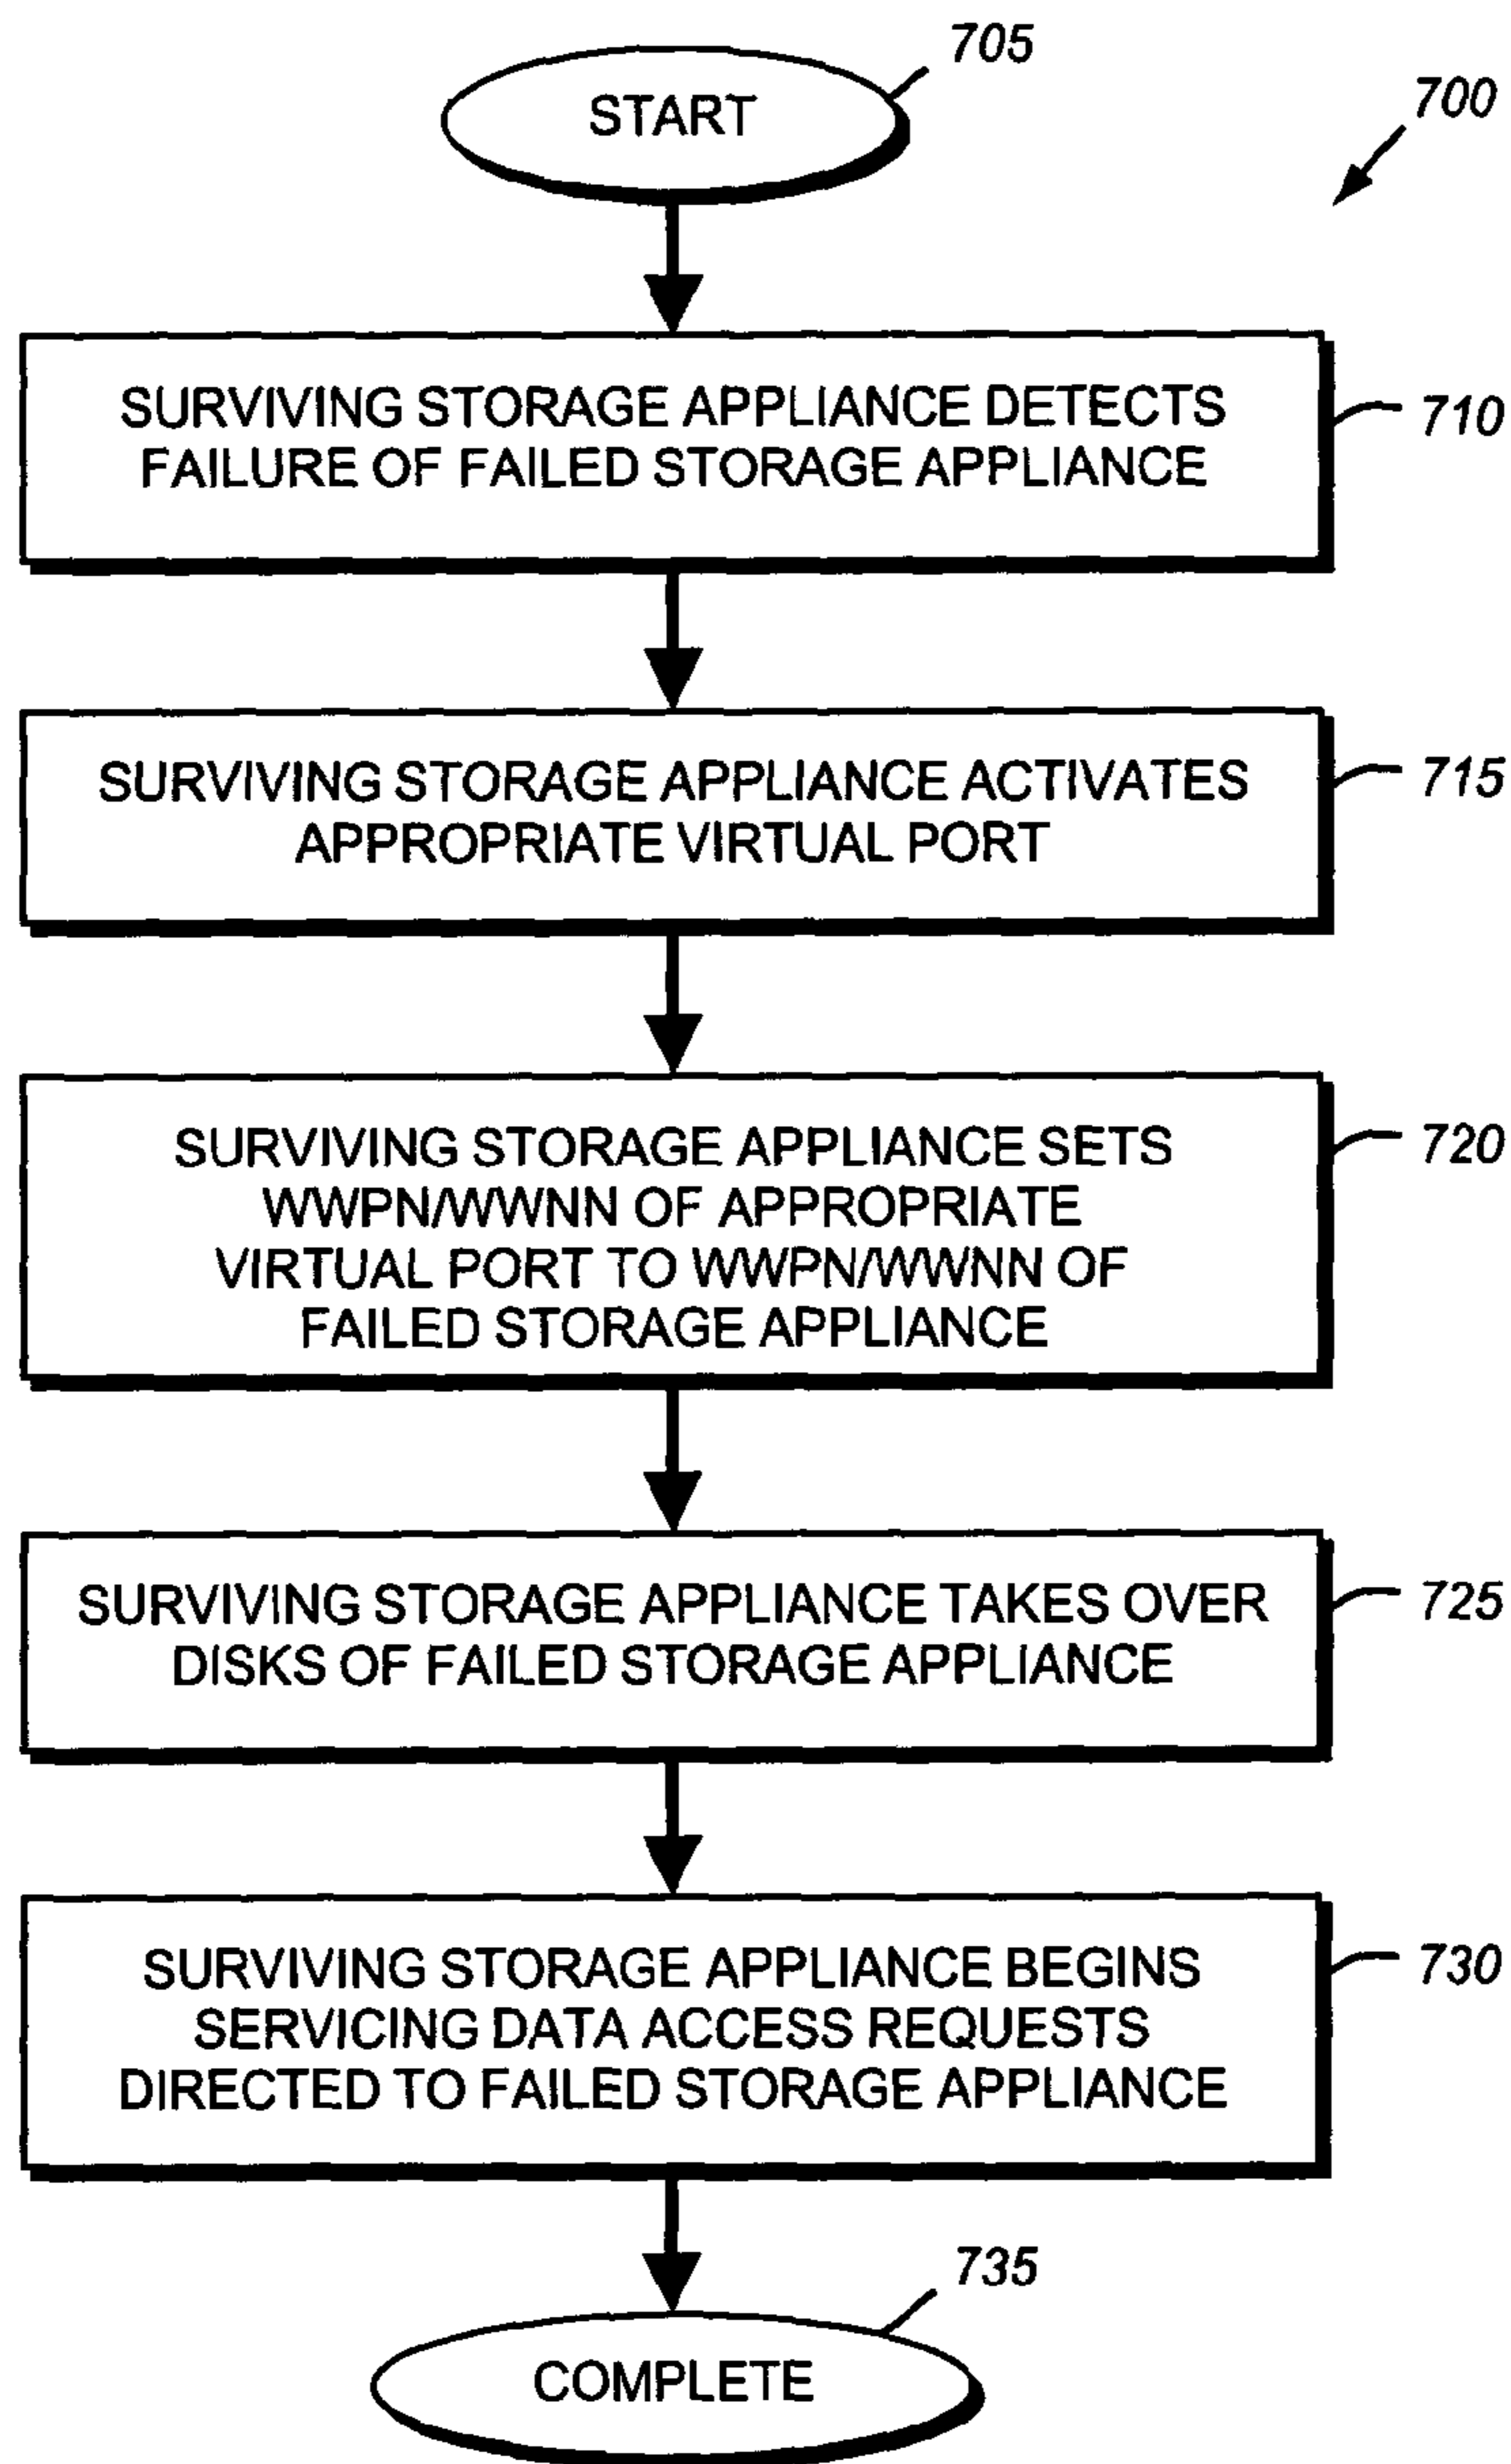 705
START
700
SURVIVING STORAGE APPLIANCE DETECTS
FAILURE OF FAILED STORAGE APPLIANCE
710
SURVIVING STORAGE APPLIANCE ACTIVATES
APPROPRIATE VIRTUAL PORT
715
SURVIVING STORAGE APPLIANCE SETS
WWPN/WWNN OF APPROPRIATE
VIRTUAL PORT TO WWPN/WWNN OF
FAILED STORAGE APPLIANCE
720
SURVIVING STORAGE APPLIANCE TAKES OVER
DISKS OF FAILED STORAGE APPLIANCE
725
SURVIVING STORAGE APPLIANCE BEGINS
SERVICING DATA ACCESS REQUESTS
DIRECTED TO FAILED STORAGE APPLIANCE
730
735
COMPLETE